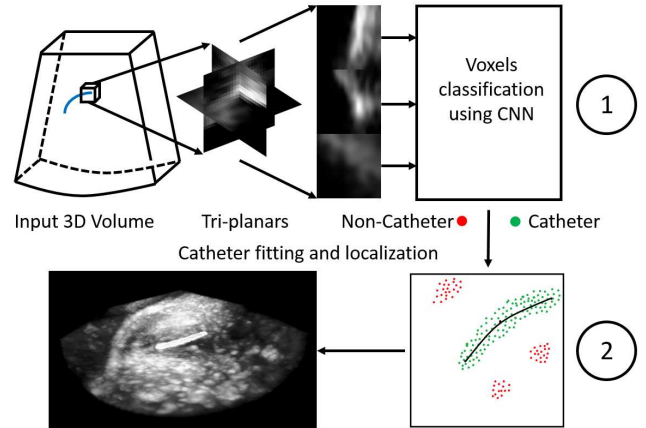 Voxels
classification
using CNN
1
Input 3D Volume
Tri-planars
Non-Catheter
Catheter
Catheter fitting and localization
2